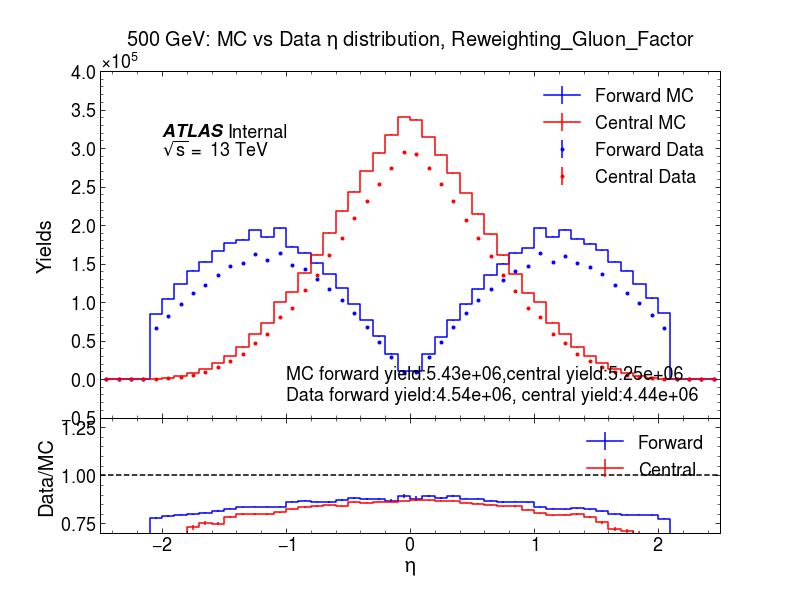 500 GeV: MC vs Data η distribution, Reweighting_Gluon_Factor
×10⁵
4.0
3.5
3.0
2.5
2.0
1.5
1.0
0.5
0.0
0.5
Yields
ATLAS Internal
√s = 13 TeV
Forward MC
Central MC
Forward Data
Central Data
MC forward yield:5.43e+06,central yield:5.25e+06
Data forward yield:4.54e+06, central yield:4.44e+06
1.25
1.00
0.75
Data/MC
Forward
Central
−2 −1 0 1 2
η